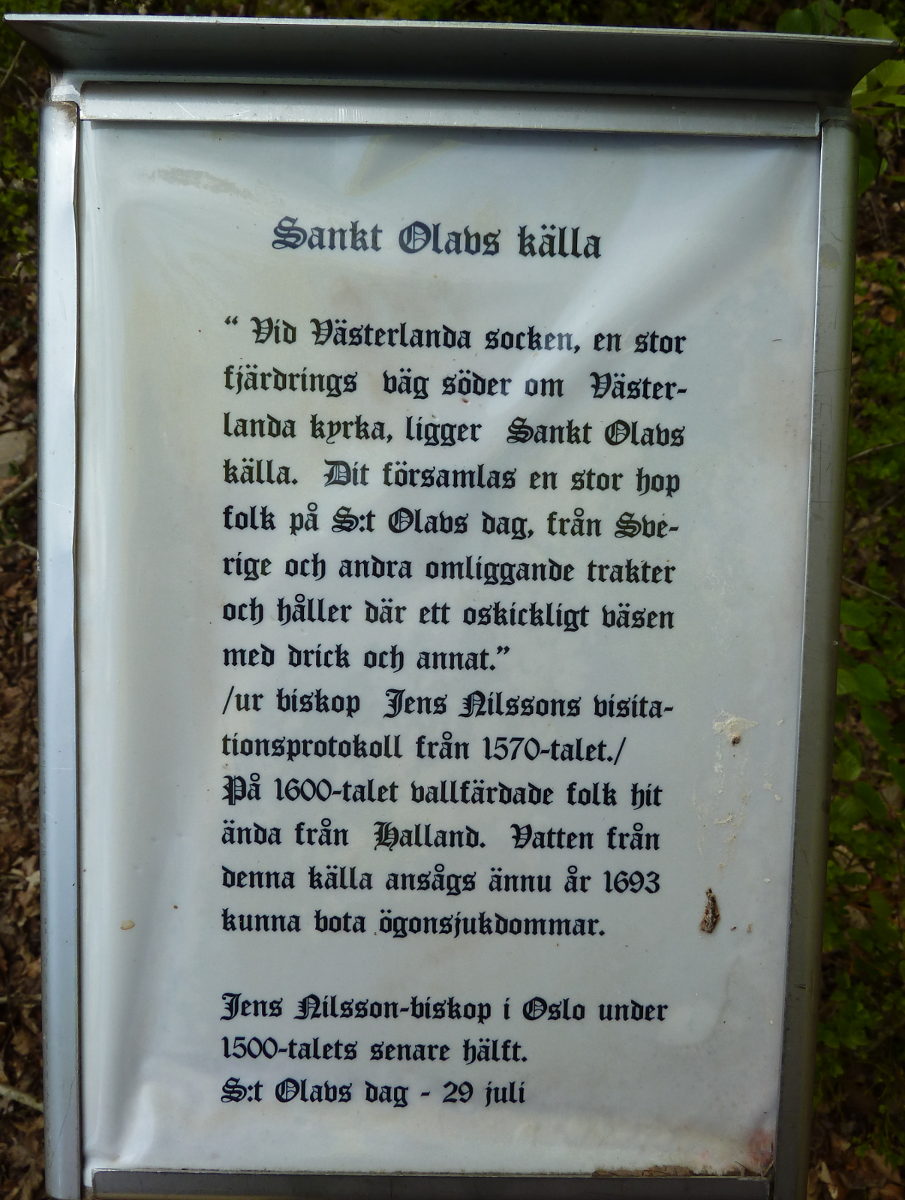 Sankt Olavs källa
“ Vid Västerlanda socken, en stor
fjärdrings väg söder om Väster-
landa kyrka, ligger Sankt Olavs
källa. Dit församlas en stor hop
folk på S:t Olavs dag, från Sve-
rige och andra omliggande trakter
och håller där ett oskickligt väsen
med drick och annat.”
/ur biskop Jens Nilssons visita-
tionsprotokoll från 1570-talet./
På 1600-talet vallfärdade folk hit
ända från Halland. Vatten från
denna källa ansågs ännu år 1693
kunna bota ögonsjukdommar.
Jens Nilsson-biskop i Oslo under
1500-talets senare hälft.
S:t Olavs dag - 29 juli